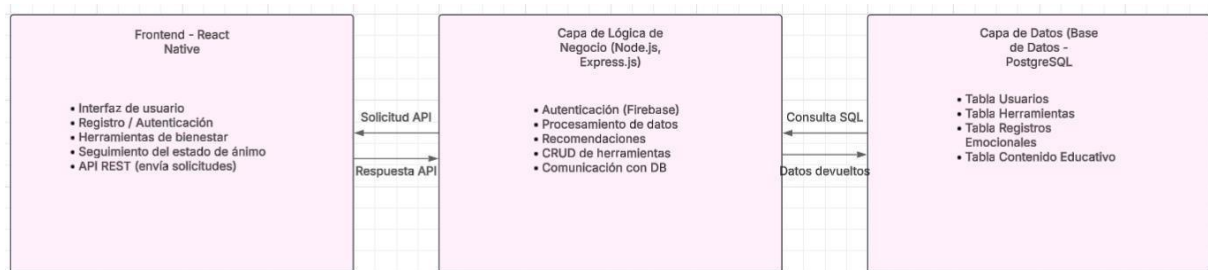 Frontend - React
Native
• Interfaz de usuario
• Registro / Autenticación
• Herramientas de bienestar
• Seguimiento del estado de ánimo
• API REST (envía solicitudes)
Solicitud API
Respuesta API
Capa de Lógica de
Negocio (Node.js,
Express.js)
• Autenticación (Firebase)
• Procesamiento de datos
• Recomendaciones
• CRUD de herramientas
• Comunicación con DB
Consulta SQL
Datos devueltos
Capa de Datos (Base
de Datos -
PostgreSQL
• Tabla Usuarios
• Tabla Herramientas
• Tabla Registros
Emocionales
• Tabla Contenido Educativo